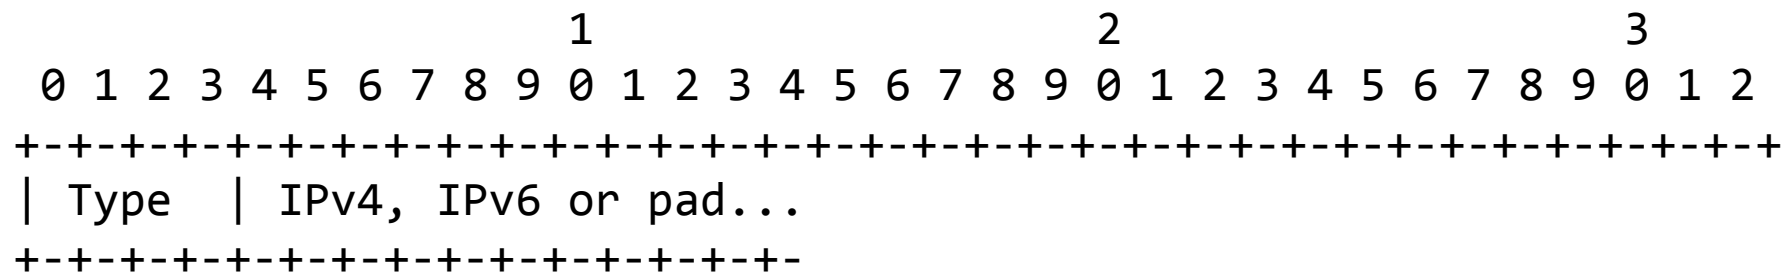 1                   2                   3
 0 1 2 3 4 5 6 7 8 9 0 1 2 3 4 5 6 7 8 9 0 1 2 3 4 5 6 7 8 9 0 1 2
+-+-+-+-+-+-+-+-+-+-+-+-+-+-+-+-+-+-+-+-+-+-+-+-+-+-+-+-+-+-+-+-+-+
| Type  | IPv4, IPv6 or pad...
+-+-+-+-+-+-+-+-+-+-+-+-+-+-+-